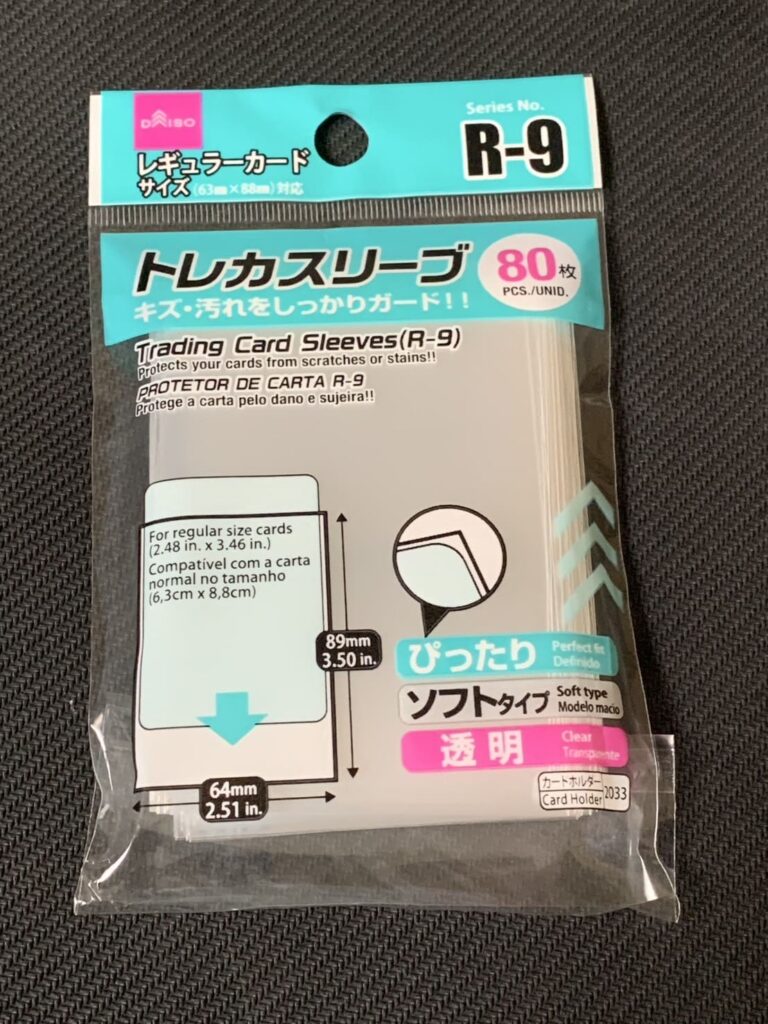 DAISO
Series No.
R-9
レギュラーカード
サイズ(63mm×88mm)対応
トレカスリーブ
80枚
PCS./UNID.
キズ・汚れをしっかりガード!!
Trading Card Sleeves(R-9)
Protects your cards from scratches or stains!!
PROTETOR DE CARTA R-9
Protege a carta pelo dano e sujeira!!
For regular size cards
(2.48 in. x 3.46 in.)
Compatível com a carta
normal no tamanho
(6,3cm x 8,8cm)
89mm
3.50 in.
64mm
2.51 in.
ぴったり
Perfect fit
Definido
ソフトタイプ
Soft type
Modelo macio
透明
Clear
Transparente
カードホルダー
Card Holder
2033